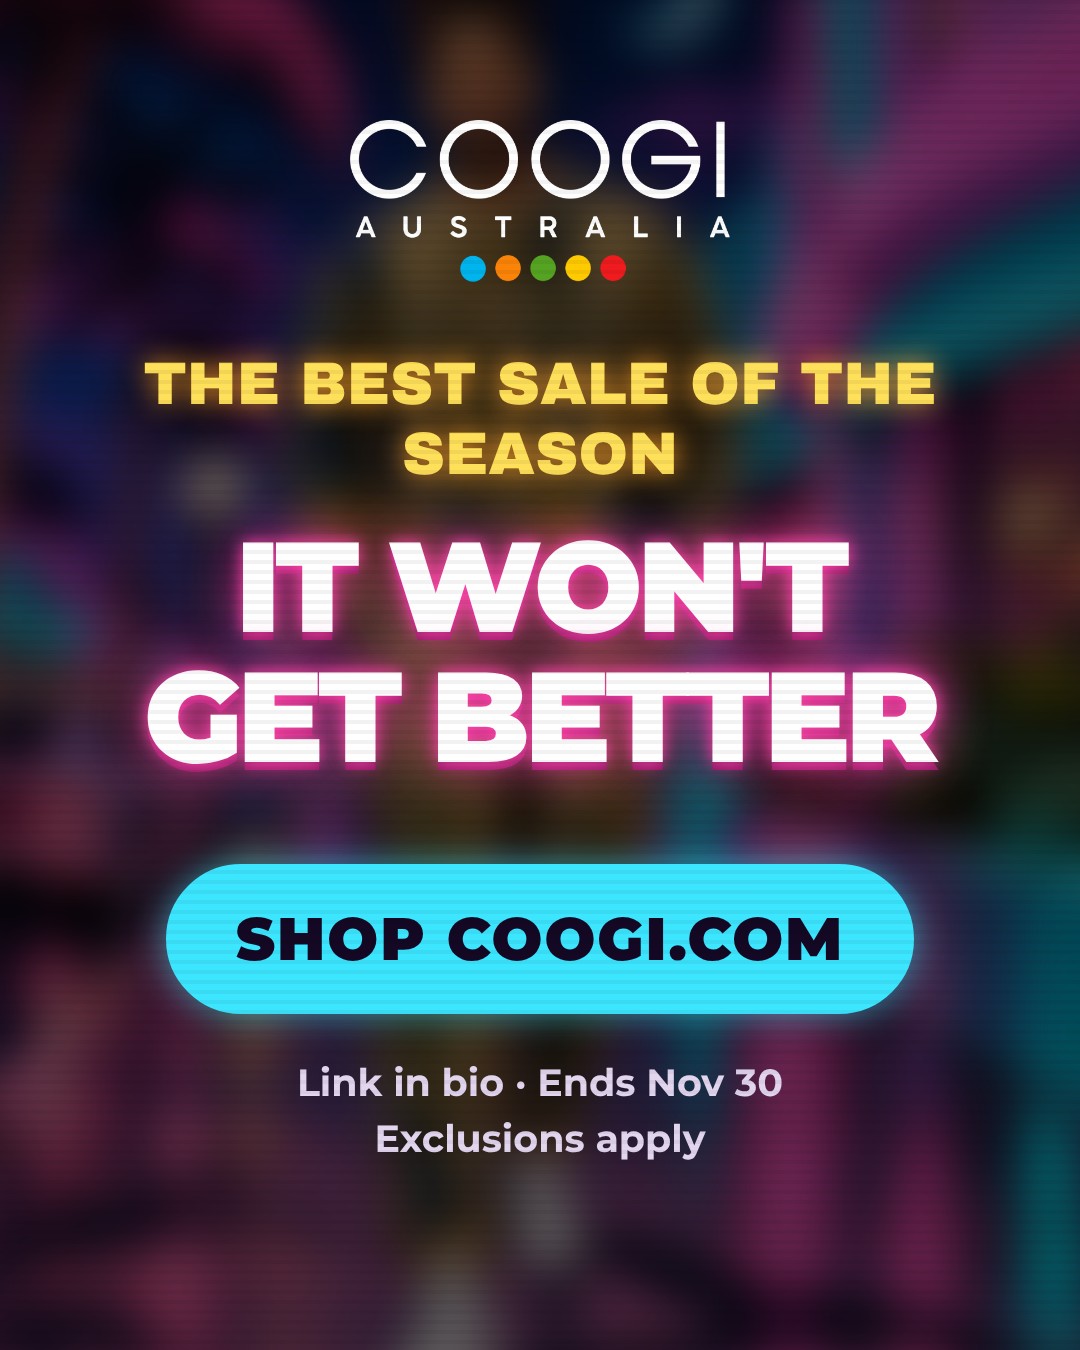 COOGI
AUSTRALIA
THE BEST SALE OF THE
SEASON
IT WON'T
GET BETTER
SHOP COOGI.COM
Link in bio · Ends Nov 30
Exclusions apply